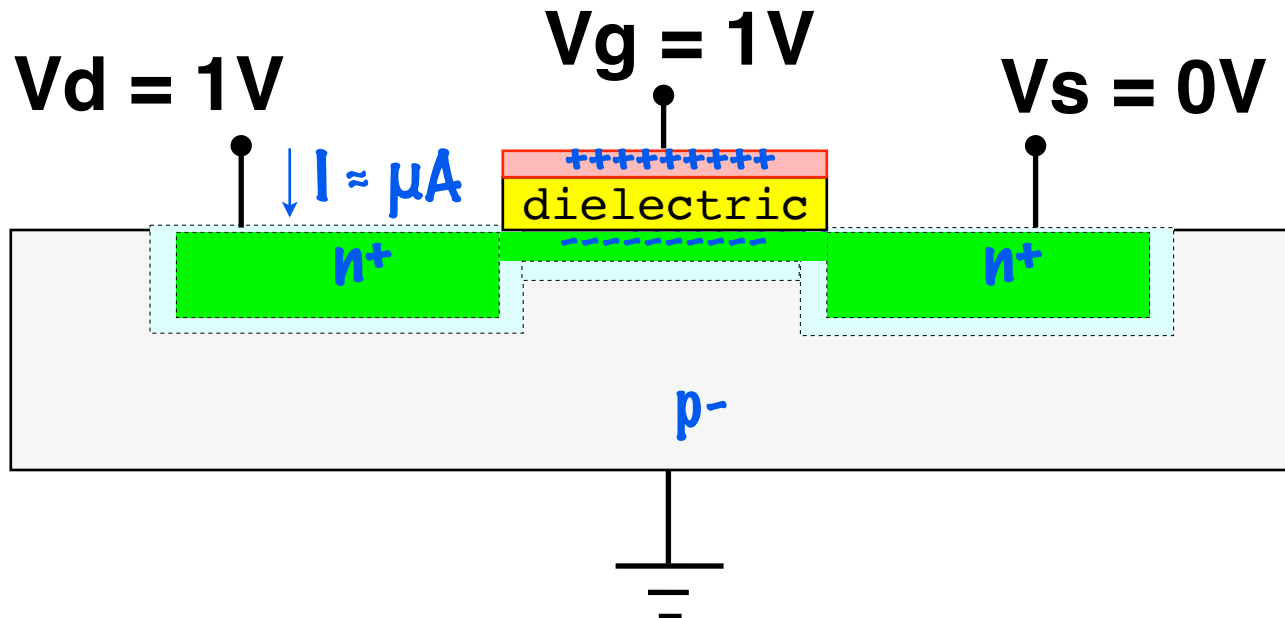 Vd = 1V
Vg = 1V
Vs = 0V
I ≈ μA
+++++++++
dielectric
---------
n+
n+
p-